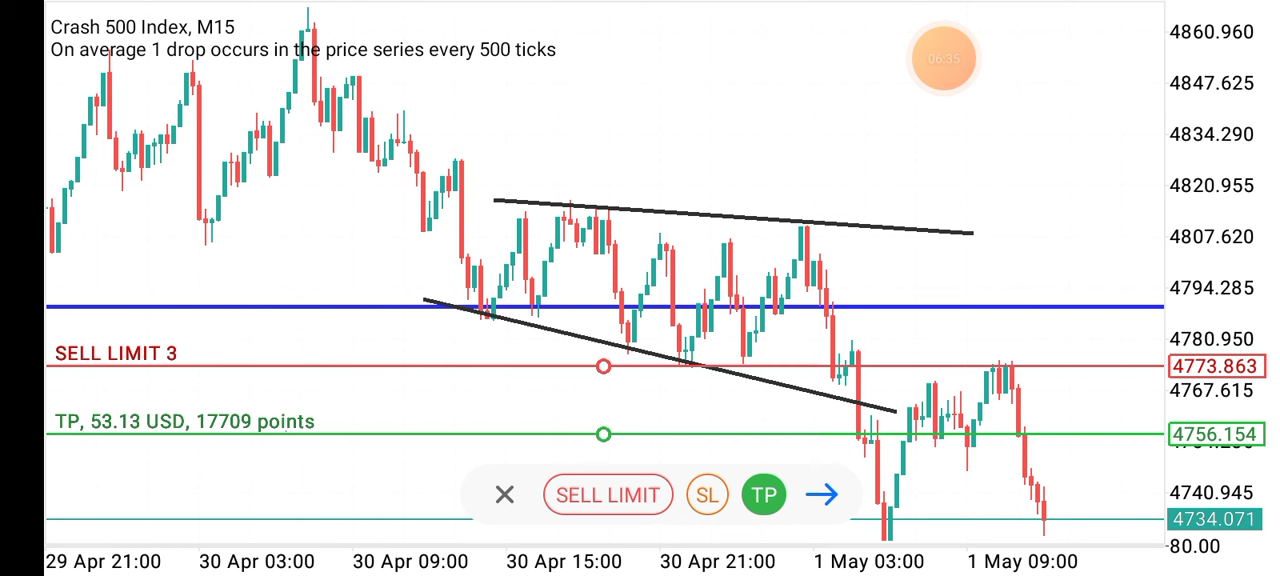 Crash 500 Index, M15
On average 1 drop occurs in the price series every 500 ticks
06:35
4860.960
4847.625
4834.290
4820.955
4807.620
4794.285
4780.950
SELL LIMIT 3
4773.863
4767.615
TP, 53.13 USD, 17709 points
4756.154
SELL LIMIT
SL
TP
4740.945
4734.071
80.00
29 Apr 21:00
30 Apr 03:00
30 Apr 09:00
30 Apr 15:00
30 Apr 21:00
1 May 03:00
1 May 09:00